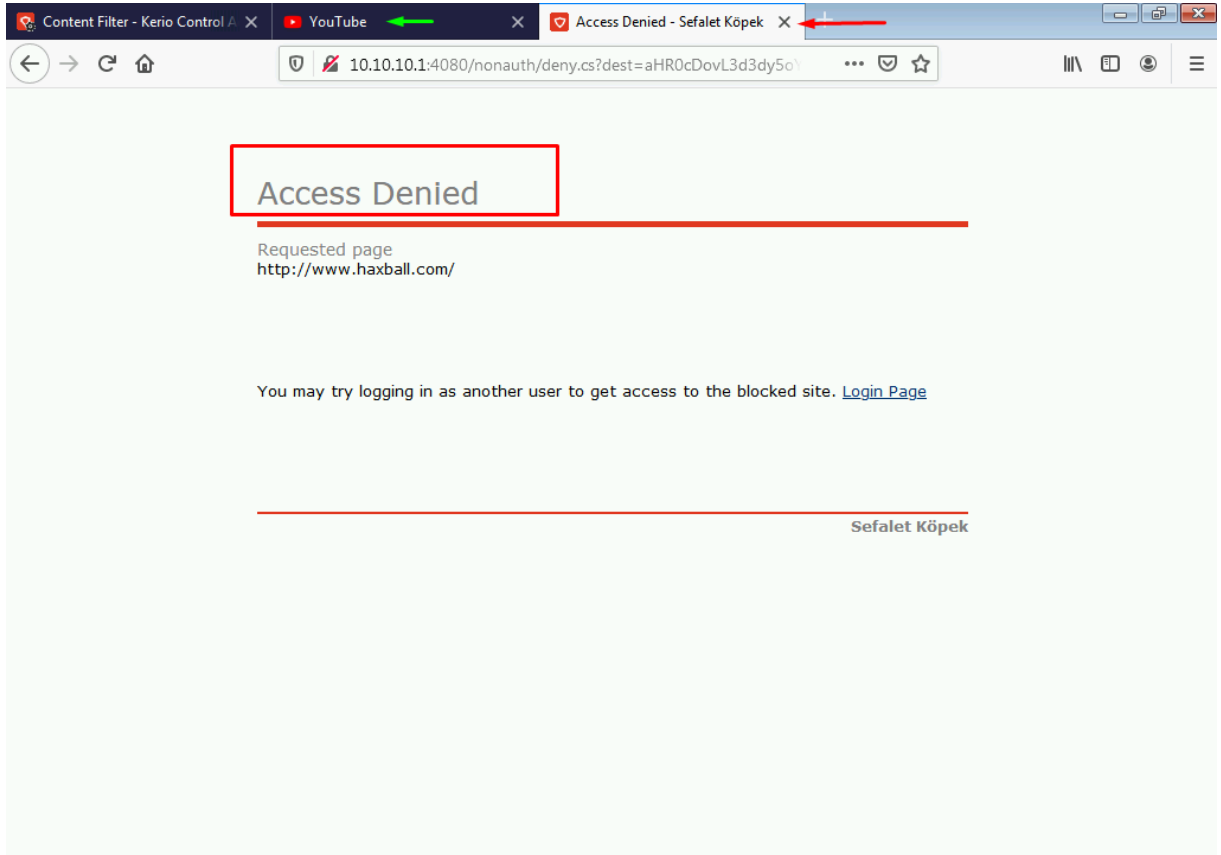 Content Filter - Kerio Control A
YouTube
Access Denied - Sefalet Köpek
10.10.10.1:4080/nonauth/deny.cs?dest=aHR0cDovL3d3dy5o
Access Denied
Requested page
http://www.haxball.com/
You may try logging in as another user to get access to the blocked site. Login Page
Sefalet Köpek